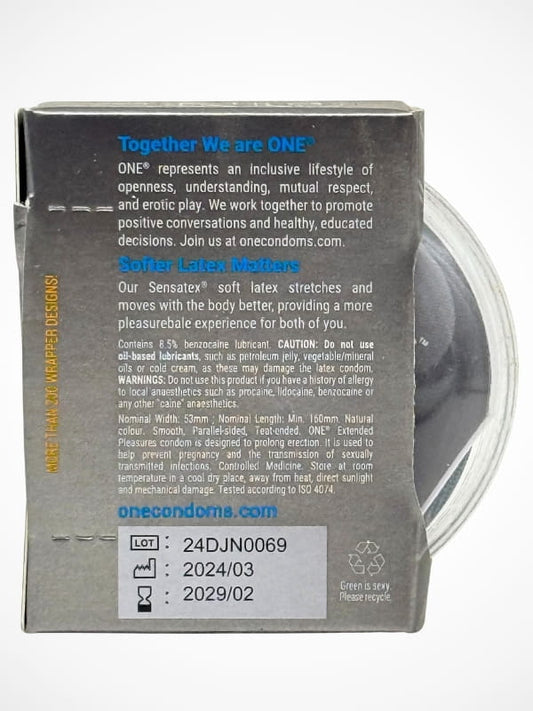 Together We are ONE®
ONE® represents an inclusive lifestyle of
openness, understanding, mutual respect,
and erotic play. We work together to promote
positive conversations and healthy, educated
decisions. Join us at onecondoms.com.
Softer Latex Matters
Our Sensatex® soft latex stretches and
moves with the body better, providing a more
pleasurebale experience for both of you.
Contains 8.5% benzocaine lubricant. CAUTION: Do not use
oil-based lubricants, such as petroleum jelly, vegetable/mineral
oils or cold cream, as these may damage the latex condom.
WARNINGS: Do not use this product if you have a history of allergy
to local anaesthetics such as procaine, lidocaine, benzocaine or
any other "caine" anaesthetics.
Nominal Width: 53mm ; Nominal Length: Min. 160mm. Natural
colour. Smooth, Parallel-sided, Teat-ended. ONE® Extended
Pleasures condom is designed to prolong erection. It is used to
help prevent pregnancy and the transmission of sexually
transmitted infections. Controlled Medicine. Store at room
temperature in a cool dry place, away from heat, direct sunlight
and mechanical damage. Tested according to ISO 4074.
onecondoms.com
LOT : 24DJN0069
: 2024/03
: 2029/02
Green is sexy.
Please recycle.
MORE THAN 200 WRAPPER DESIGNS!
™